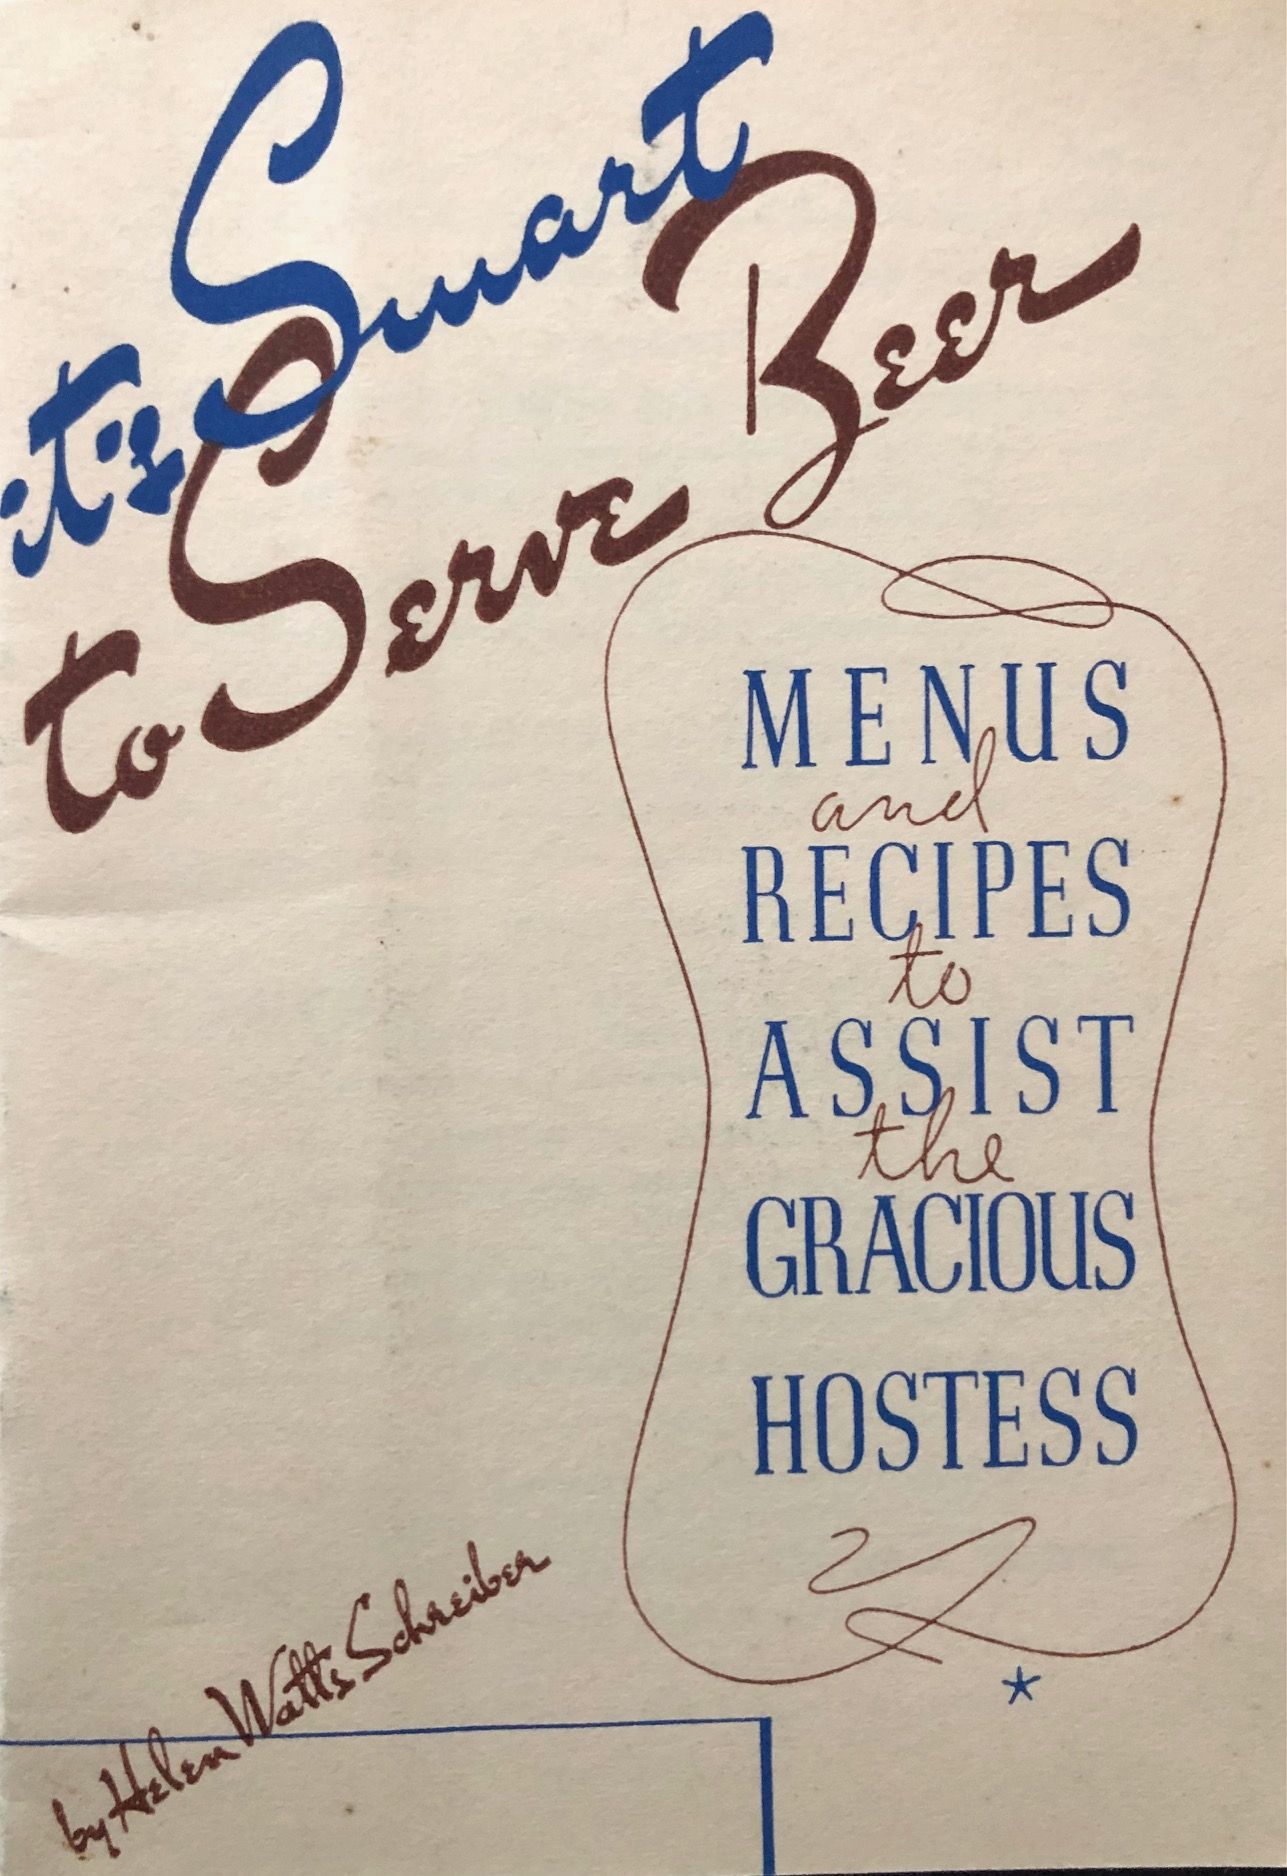 it's Smart
to Serve Beer
MENUS
and
RECIPES
to
ASSIST
the
GRACIOUS
HOSTESS
*
by Helen Watts Schreiber